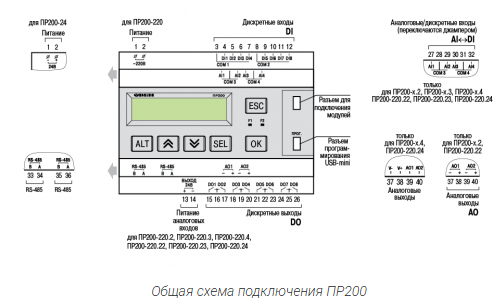 для ПР200-24
Питание
1 2
24В
для ПР200-220
Питание
1 2
~220В
Дискретные входы
DI
3 4 5 6 7 8 9 10 11 12
DI1 DI2 DI3 DI4 DI5 DI6 DI7 DI8
COM 1 COM 2
AI1 AI2 AI3 AI4
COM 3 COM 4
ПР200
ESC
F1 F2
ALT
SEL
OK
ПРОГ.
Разъем для
подключения
модулей
Разъем
програм-
мирования
USB-mini
Аналоговые/дискретные входы
(переключаются джампером)
AI↔DI
27 28 29 30 31 32
AI1 AI2 AI3 AI4
COM 3 COM 4
только
для ПР200-х.2, ПР200-х.3, ПР200-х.4
ПР200-220.22, ПР200-220.23, ПР200-220.24
RS-485 RS-485
B A B A
33 34 35 36
RS-485 RS-485
RS-485 RS-485
B A B A
AO1 AO2
- + - +
ВЫХОД
24В
- +
DO1 DO2 DO3 DO4 DO5 DO6 DO7 DO8
13 14 15 16 17 18 19 20 21 22 23 24 25 26
Питание
аналоговых
входов
Дискретные выходы
DO
для ПР200-220.2, ПР200-220.3, ПР200-220.4,
ПР200-220.22, ПР200-220.23, ПР200-220.24
только
для ПР200-х.4,
ПР200-220.24
V- V+ AO1 AO2
37 38 39 40
Аналоговые
выходы
только
для ПР200-х.2,
ПР200-220.22
AO1 AO2
- + - +
37 38 39 40
Аналоговые
выходы
AO
Общая схема подключения ПР200